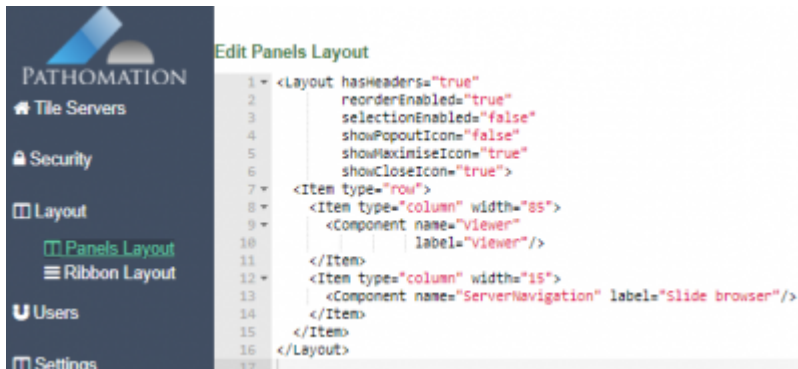 PATHOMATION
Tile Servers
Security
Layout
Panels Layout
Ribbon Layout
Users
Settings
Edit Panels Layout
1 <Layout hasHeaders="true"
2 reorderEnabled="true"
3 selectionEnabled="false"
4 showPopoutIcon="false"
5 showMaximiseIcon="true"
6 showCloseIcon="true">
7 <Item type="row">
8 <Item type="column" width="85">
9 <Component name="Viewer"
10 label="Viewer"/>
11 </Item>
12 <Item type="column" width="15">
13 <Component name="ServerNavigation" label="Slide browser"/>
14 </Item>
15 </Item>
16 </Layout>
17